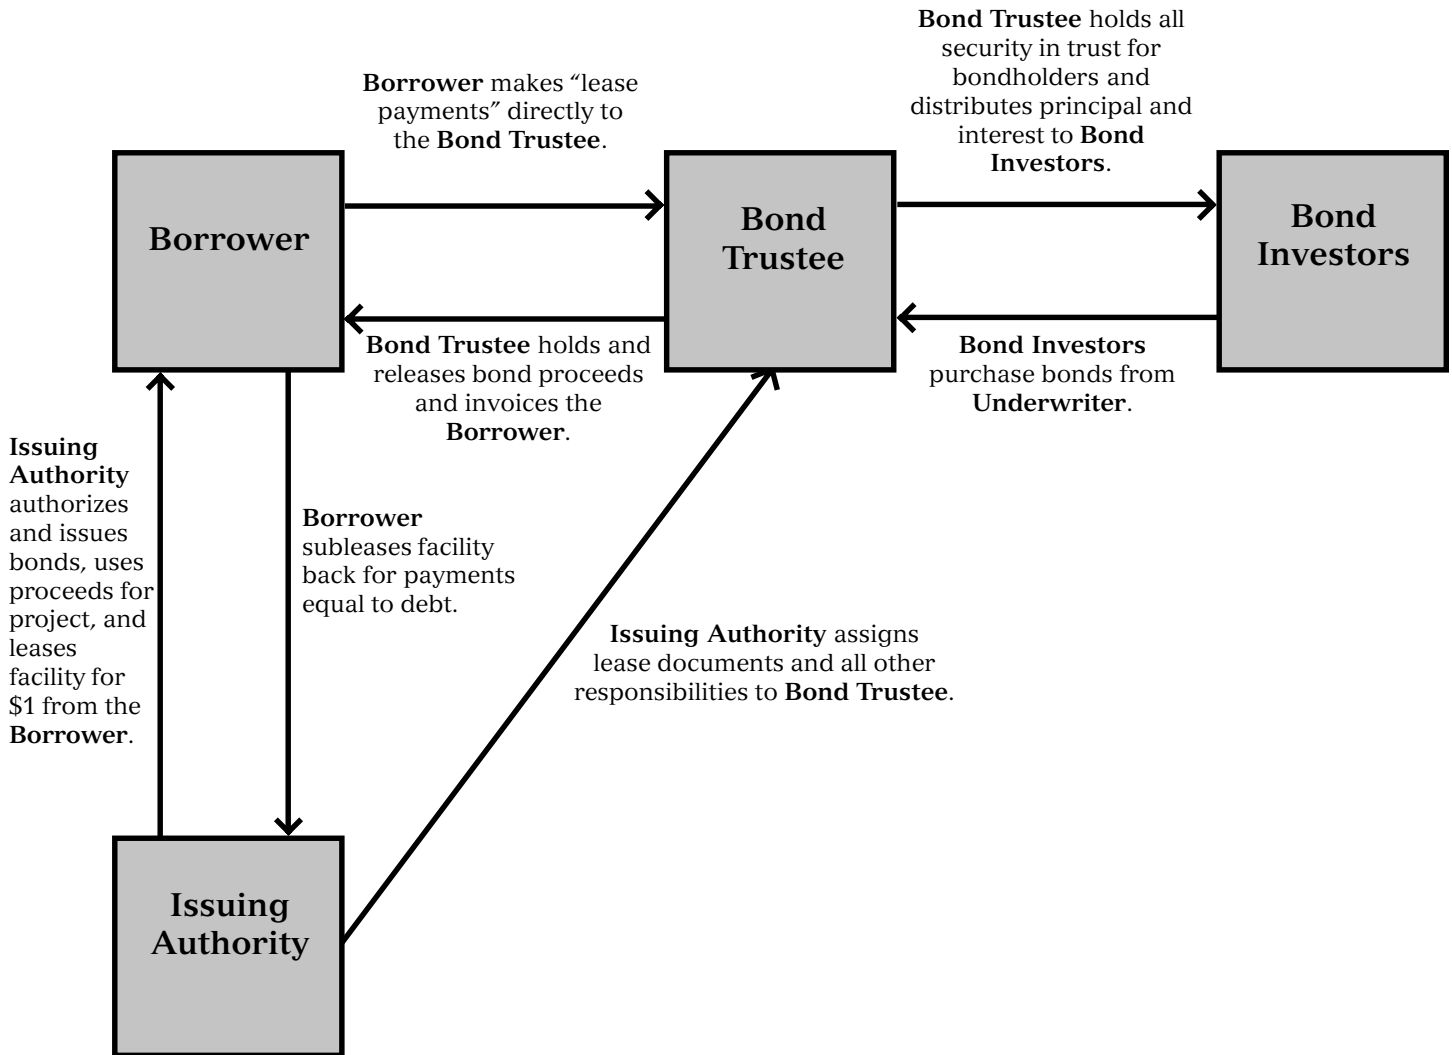 Bond Trustee holds all
security in trust for
bondholders and
distributes principal and
interest to Bond
Investors.
Borrower makes “lease
payments” directly to
the Bond Trustee.
Borrower
Bond
Trustee
Bond
Investors
Bond Trustee holds and
releases bond proceeds
and invoices the
Borrower.
Bond Investors
purchase bonds from
Underwriter.
Issuing
Authority
authorizes
and issues
bonds, uses
proceeds for
project, and
leases
facility for
$1 from the
Borrower.
Borrower
subleases facility
back for payments
equal to debt.
Issuing Authority assigns
lease documents and all other
responsibilities to Bond Trustee.
Issuing
Authority